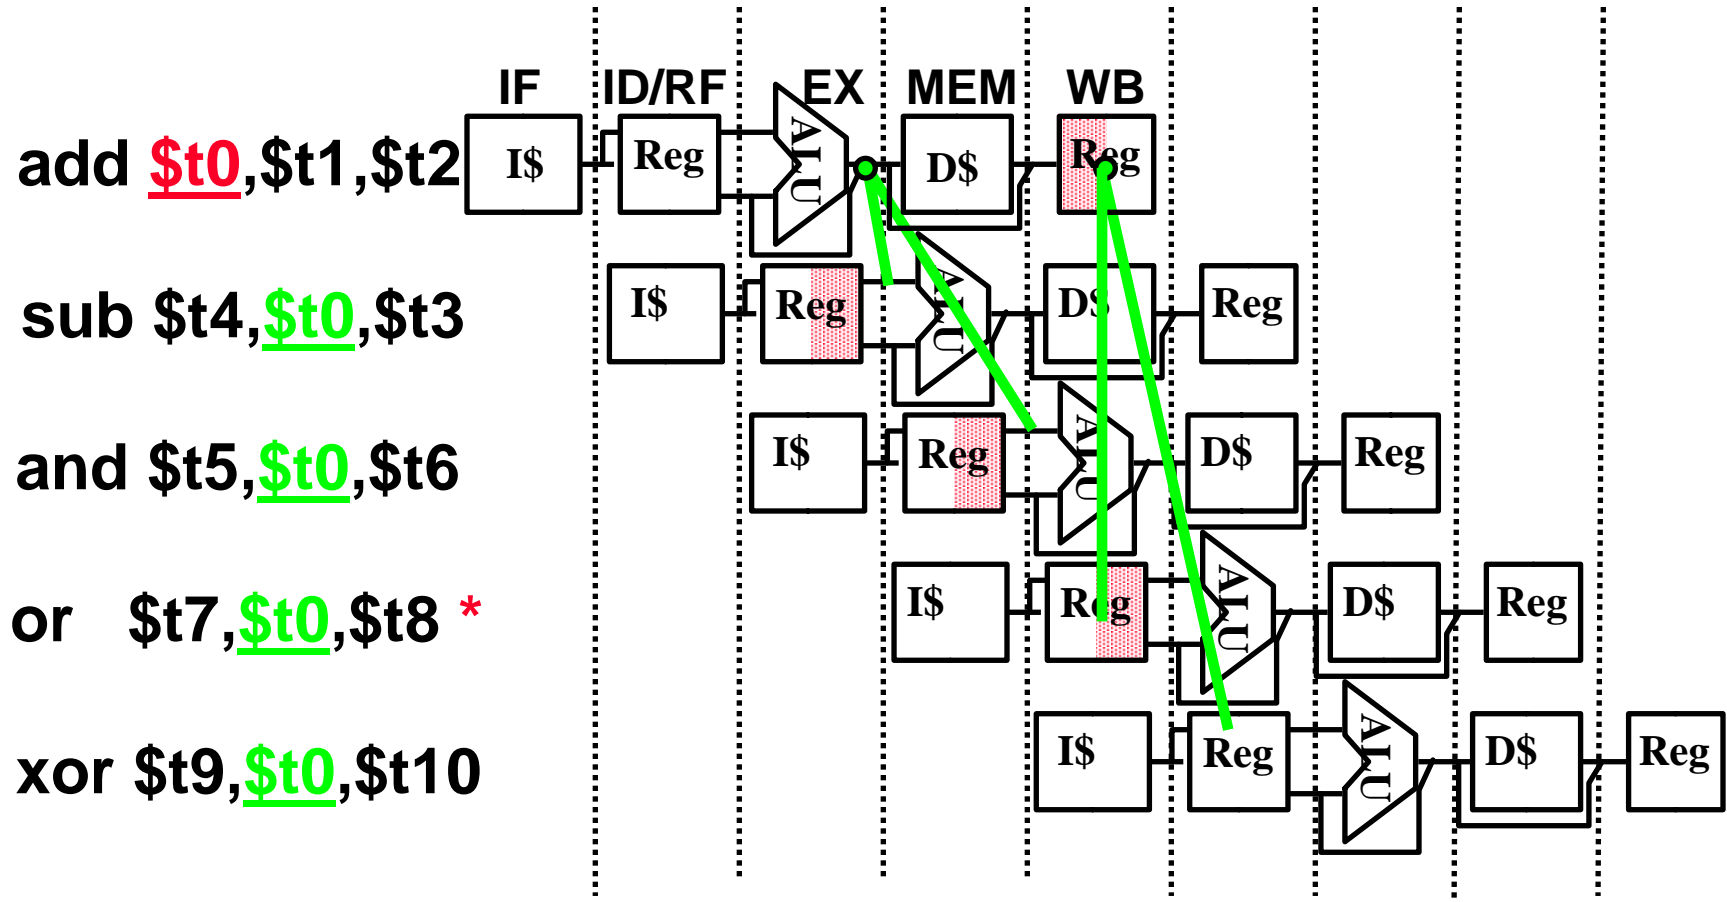 IF ID/RF EX MEM WB
add $t0,$t1,$t2 I$ Reg ALU D$ Reg
sub $t4,$t0,$t3 I$ Reg ALU D$ Reg
and $t5,$t0,$t6 I$ Reg ALU D$ Reg
or $t7,$t0,$t8 * I$ Reg ALU D$ Reg
xor $t9,$t0,$t10 I$ Reg ALU D$ Reg